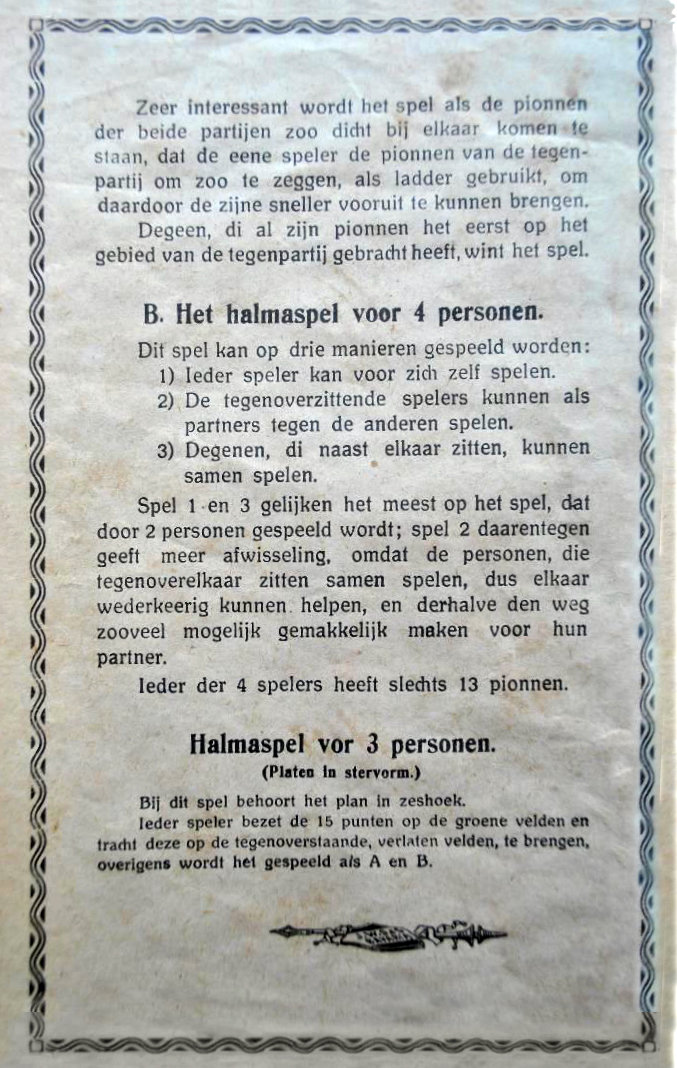 Zeer interessant wordt het spel als de pionnen
der beide partijen zoo dicht bij elkaar komen te
staan, dat de eene speler de pionnen van de tegen-
partij om zoo te zeggen, als ladder gebruikt, om
daardoor de zijne sneller vooruit te kunnen brengen.
Degeen, di al zijn pionnen het eerst op het
gebied van de tegenpartij gebracht heeft, wint het spel.
B. Het halmaspel voor 4 personen.
Dit spel kan op drie manieren gespeeld worden:
1) Ieder speler kan voor zich zelf spelen.
2) De tegenoverzittende spelers kunnen als
partners tegen de anderen spelen.
3) Degenen, di naast elkaar zitten, kunnen
samen spelen.
Spel 1 en 3 gelijken het meest op het spel, dat
door 2 personen gespeeld wordt; spel 2 daarentegen
geeft meer afwisseling, omdat de personen, die
tegenoverelkaar zitten samen spelen, dus elkaar
wederkeerig kunnen helpen, en derhalve den weg
zooveel mogelijk gemakkelijk maken voor hun
partner.
Ieder der 4 spelers heeft slechts 13 pionnen.
Halmaspel vor 3 personen.
(Platen in stervorm.)
Bij dit spel behoort het plan in zeshoek.
Ieder speler bezet de 15 punten op de groene velden en
tracht deze op de tegenoverstaande, verlaten velden, te brengen,
overigens wordt het gespeeld als A en B.